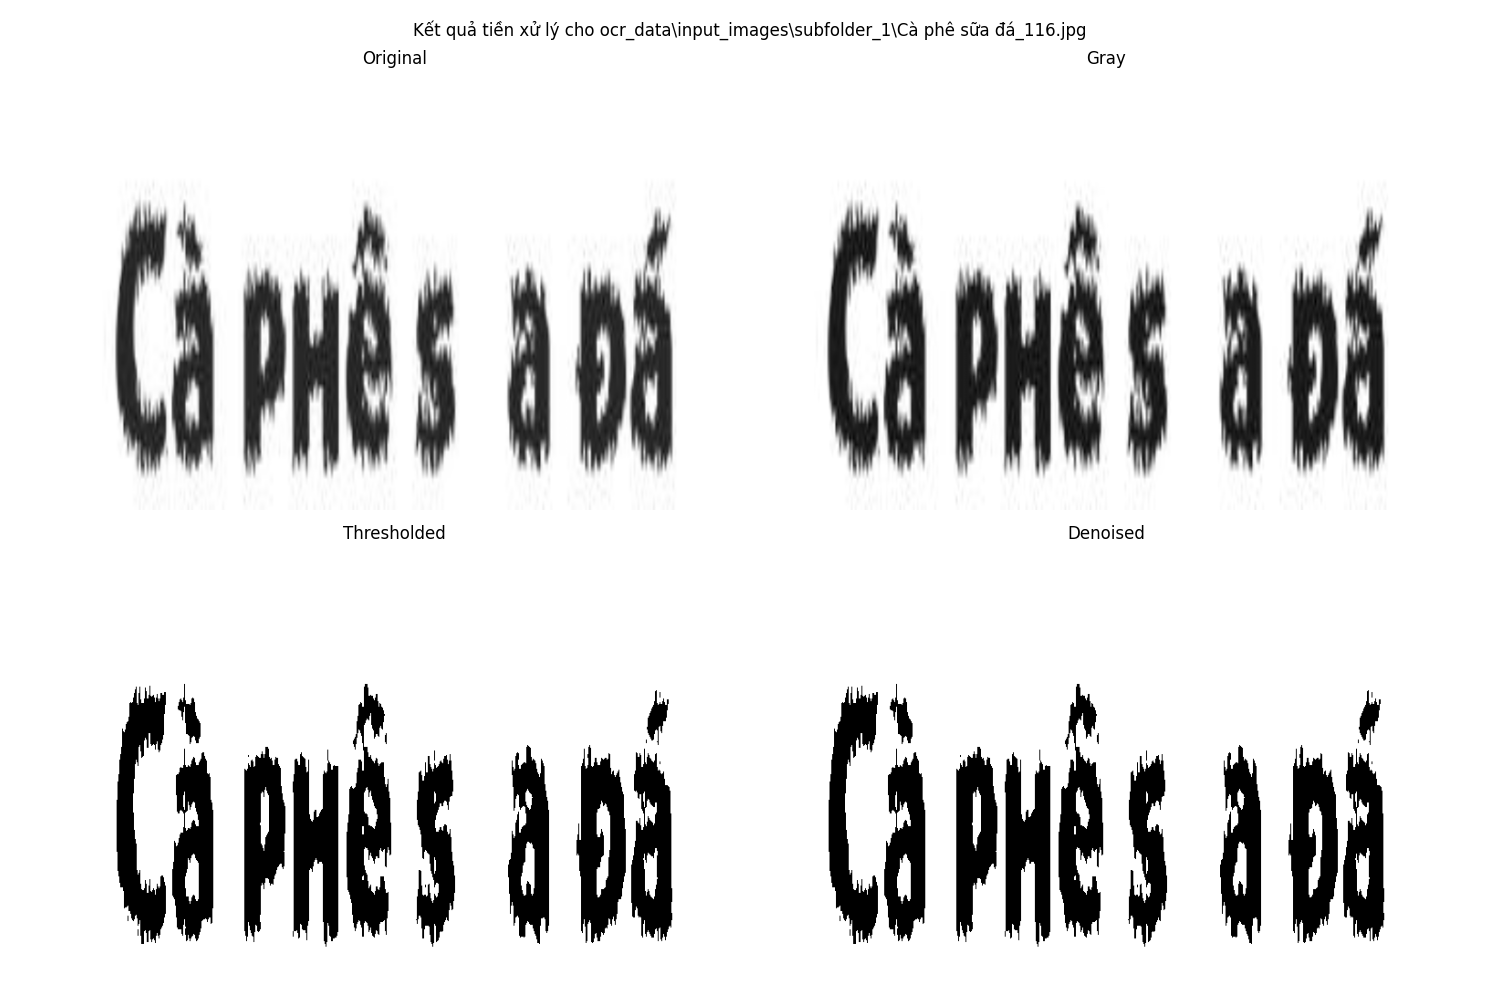 Kết quả tiền xử lý cho ocr_data\input_images\subfolder_1\Cà phê sữa đá_116.jpg
Original
Gray
Cà PHê s a Đá
Cà PHê s a Đá
Thresholded
Denoised
Cà PHê s a Đá
Cà PHê s a Đá